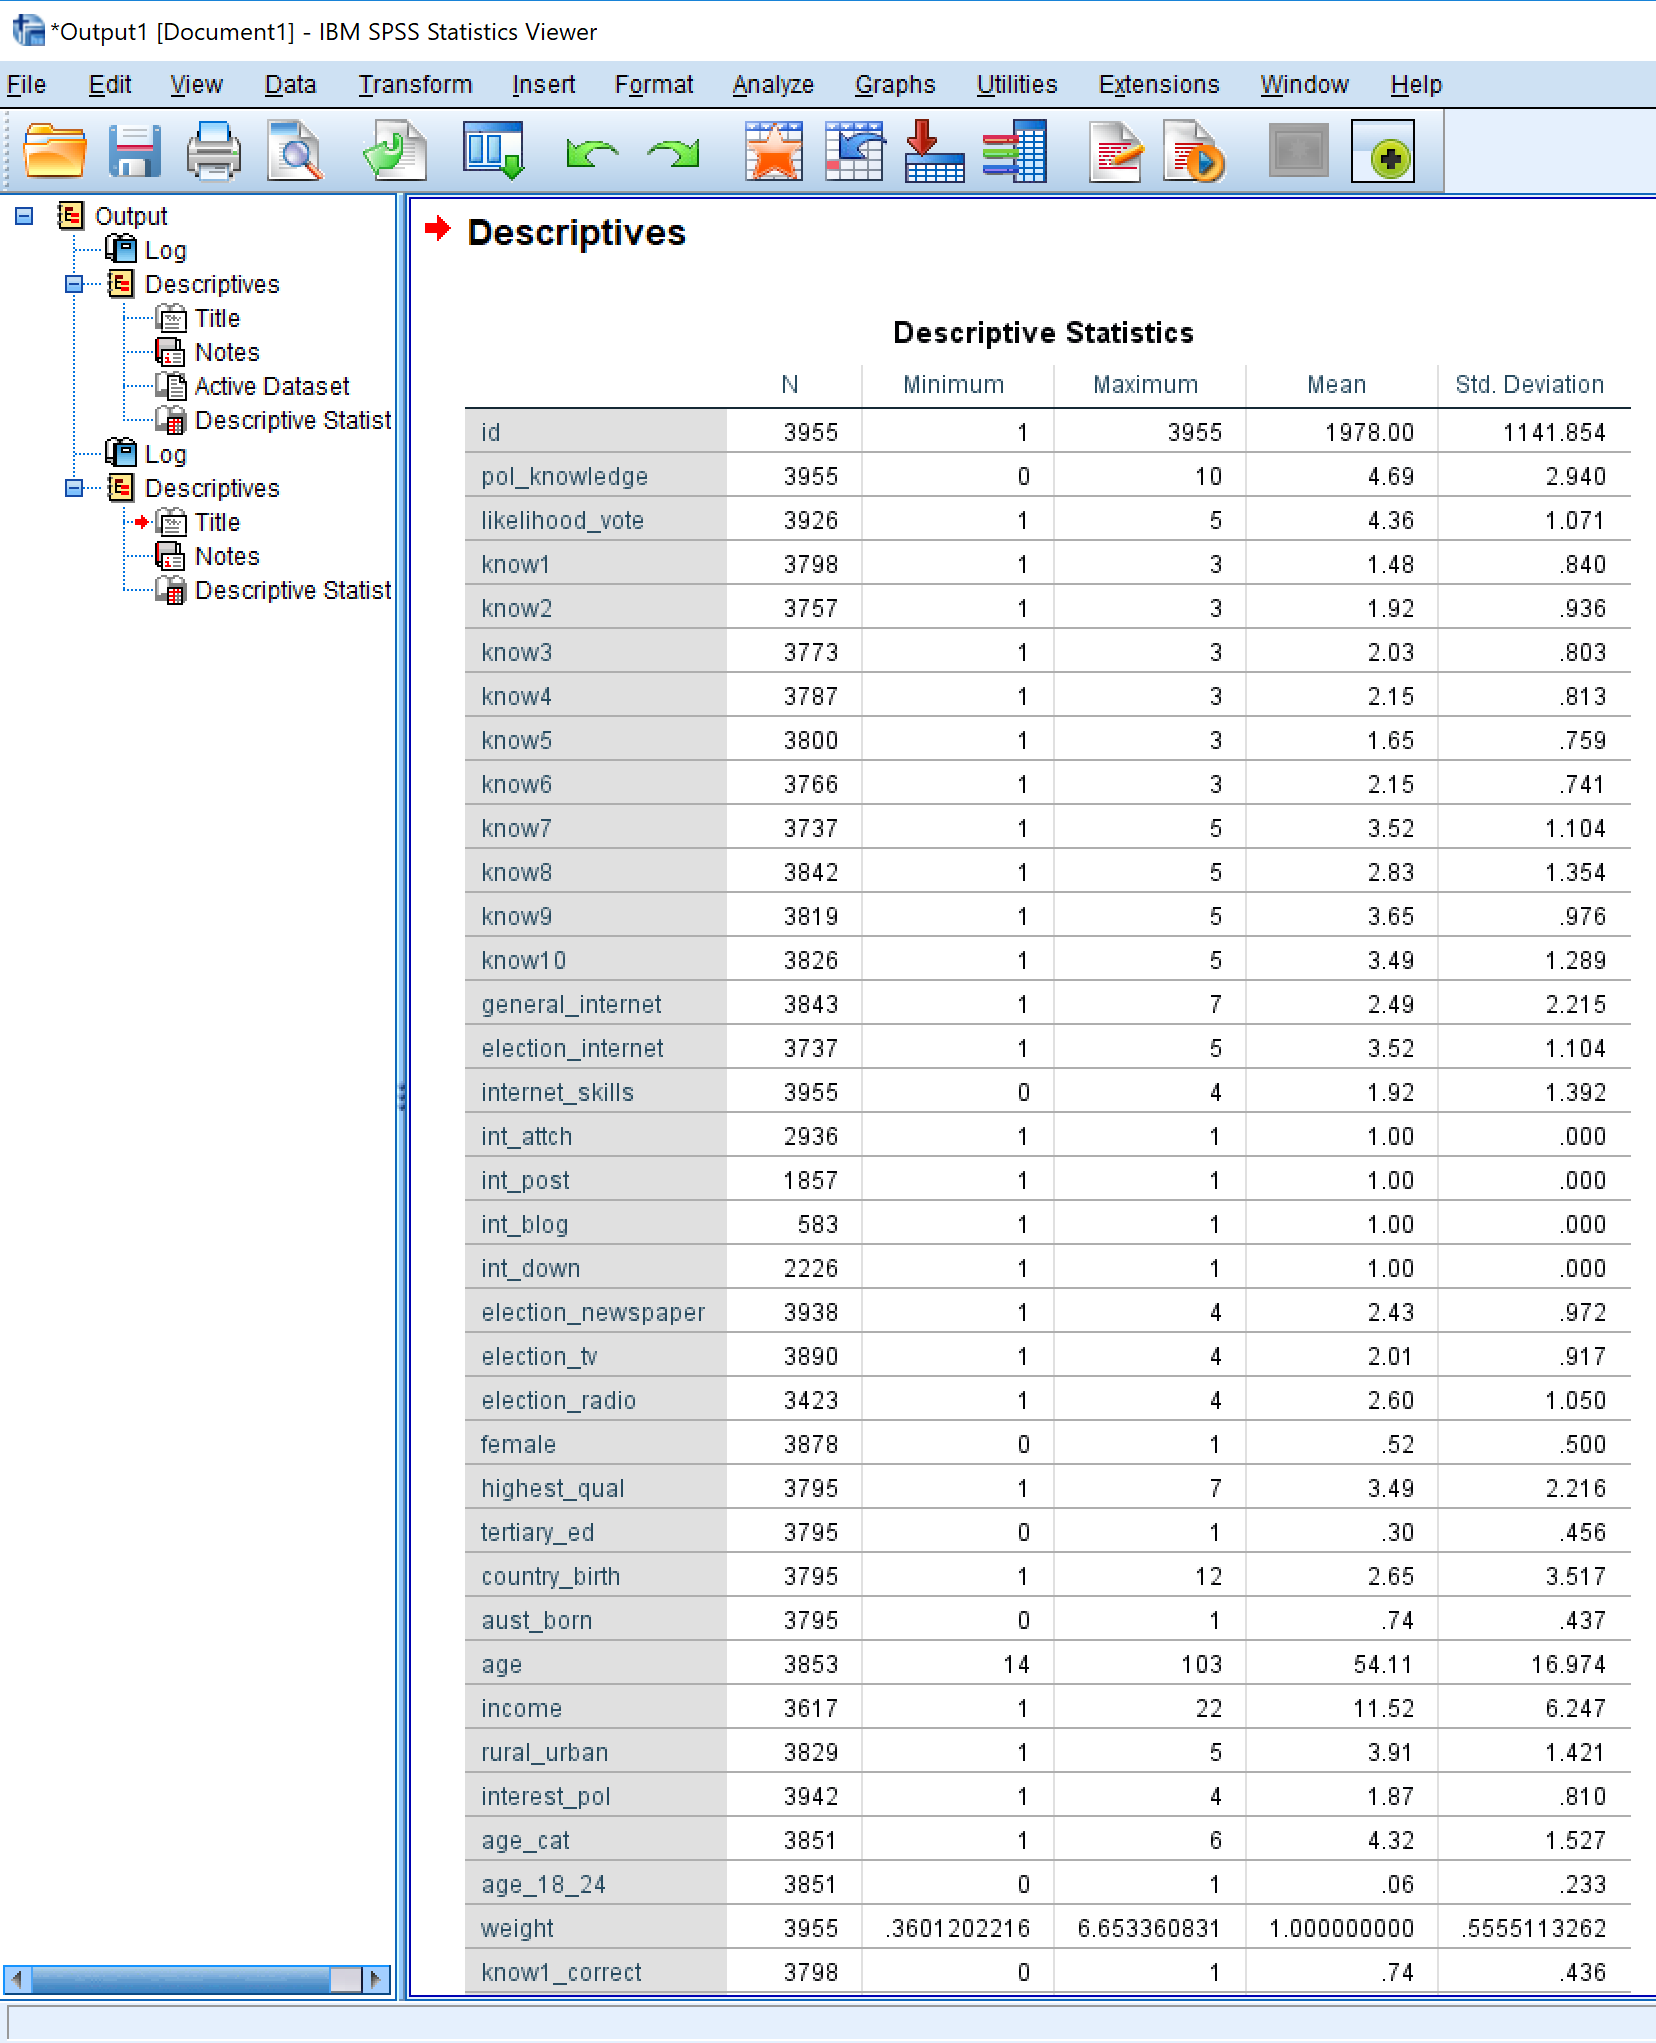 *Output1 [Document1] - IBM SPSS Statistics Viewer
File Edit View Data Transform Insert Format Analyze Graphs Utilities Extensions Window Help
Output
Log
Descriptives
Title
Notes
Active Dataset
Descriptive Statist
Log
Descriptives
Title
Notes
Descriptive Statist
Descriptives
Descriptive Statistics
N Minimum Maximum Mean Std. Deviation
id 3955 1 3955 1978.00 1141.854
pol_knowledge 3955 0 10 4.69 2.940
likelihood_vote 3926 1 5 4.36 1.071
know1 3798 1 3 1.48 .840
know2 3757 1 3 1.92 .936
know3 3773 1 3 2.03 .803
know4 3787 1 3 2.15 .813
know5 3800 1 3 1.65 .759
know6 3766 1 3 2.15 .741
know7 3737 1 5 3.52 1.104
know8 3842 1 5 2.83 1.354
know9 3819 1 5 3.65 .976
know10 3826 1 5 3.49 1.289
general_internet 3843 1 7 2.49 2.215
election_internet 3737 1 5 3.52 1.104
internet_skills 3955 0 4 1.92 1.392
int_attch 2936 1 1 1.00 .000
int_post 1857 1 1 1.00 .000
int_blog 583 1 1 1.00 .000
int_down 2226 1 1 1.00 .000
election_newspaper 3938 1 4 2.43 .972
election_tv 3890 1 4 2.01 .917
election_radio 3423 1 4 2.60 1.050
female 3878 0 1 .52 .500
highest_qual 3795 1 7 3.49 2.216
tertiary_ed 3795 0 1 .30 .456
country_birth 3795 1 12 2.65 3.517
aust_born 3795 0 1 .74 .437
age 3853 14 103 54.11 16.974
income 3617 1 22 11.52 6.247
rural_urban 3829 1 5 3.91 1.421
interest_pol 3942 1 4 1.87 .810
age_cat 3851 1 6 4.32 1.527
age_18_24 3851 0 1 .06 .233
weight 3955 .3601202216 6.653360831 1.000000000 .5555113262
know1_correct 3798 0 1 .74 .436